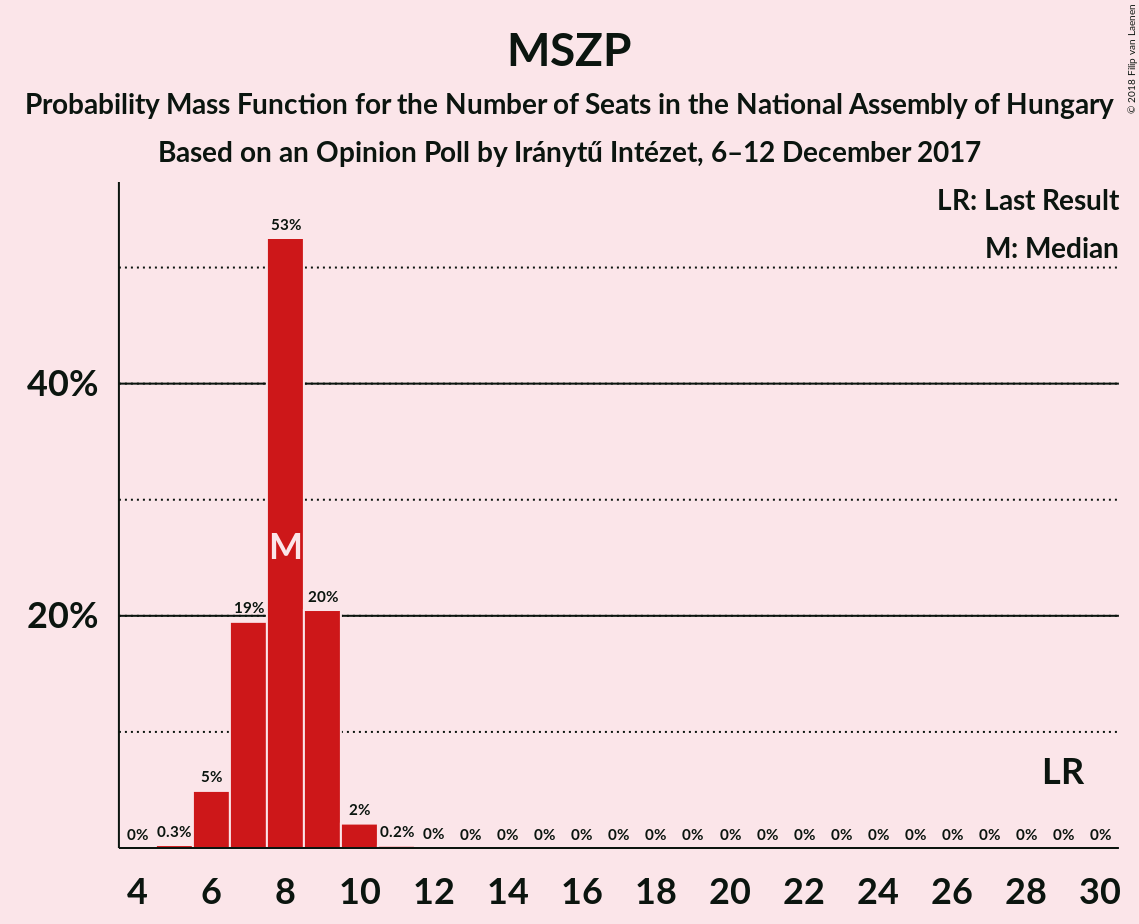 MSZP
Probability Mass Function for the Number of Seats in the National Assembly of Hungary
Based on an Opinion Poll by Iránytű Intézet, 6–12 December 2017
© 2018 Filip van Laenen
LR: Last Result
M: Median
53%
40%
M
19%
20%
20%
LR
5%
2%
0% 0.3% 0.2% 0% 0% 0% 0% 0% 0% 0% 0% 0% 0% 0% 0% 0% 0% 0% 0% 0% 0%
4 6 8 10 12 14 16 18 20 22 24 26 28 30